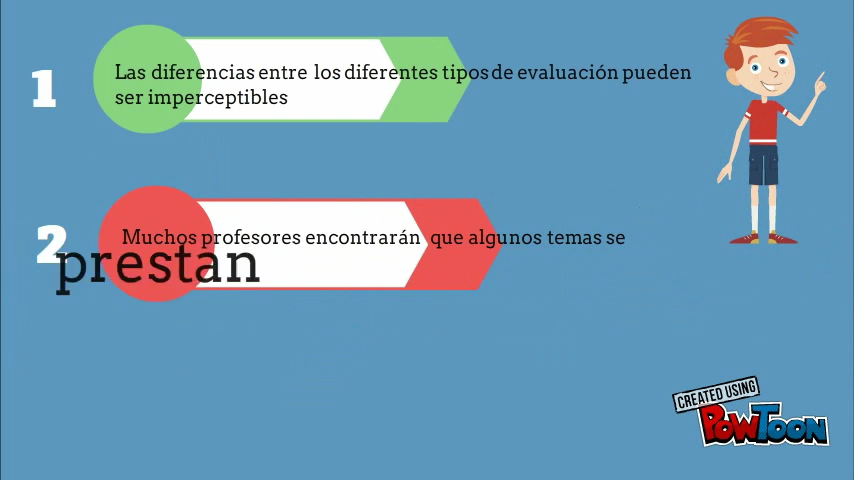 1
Las diferencias entre los diferentes tipos de evaluación pueden
ser imperceptibles
2
Muchos profesores encontrarán que algunos temas se
prestan
CREATED USING
POWTOON